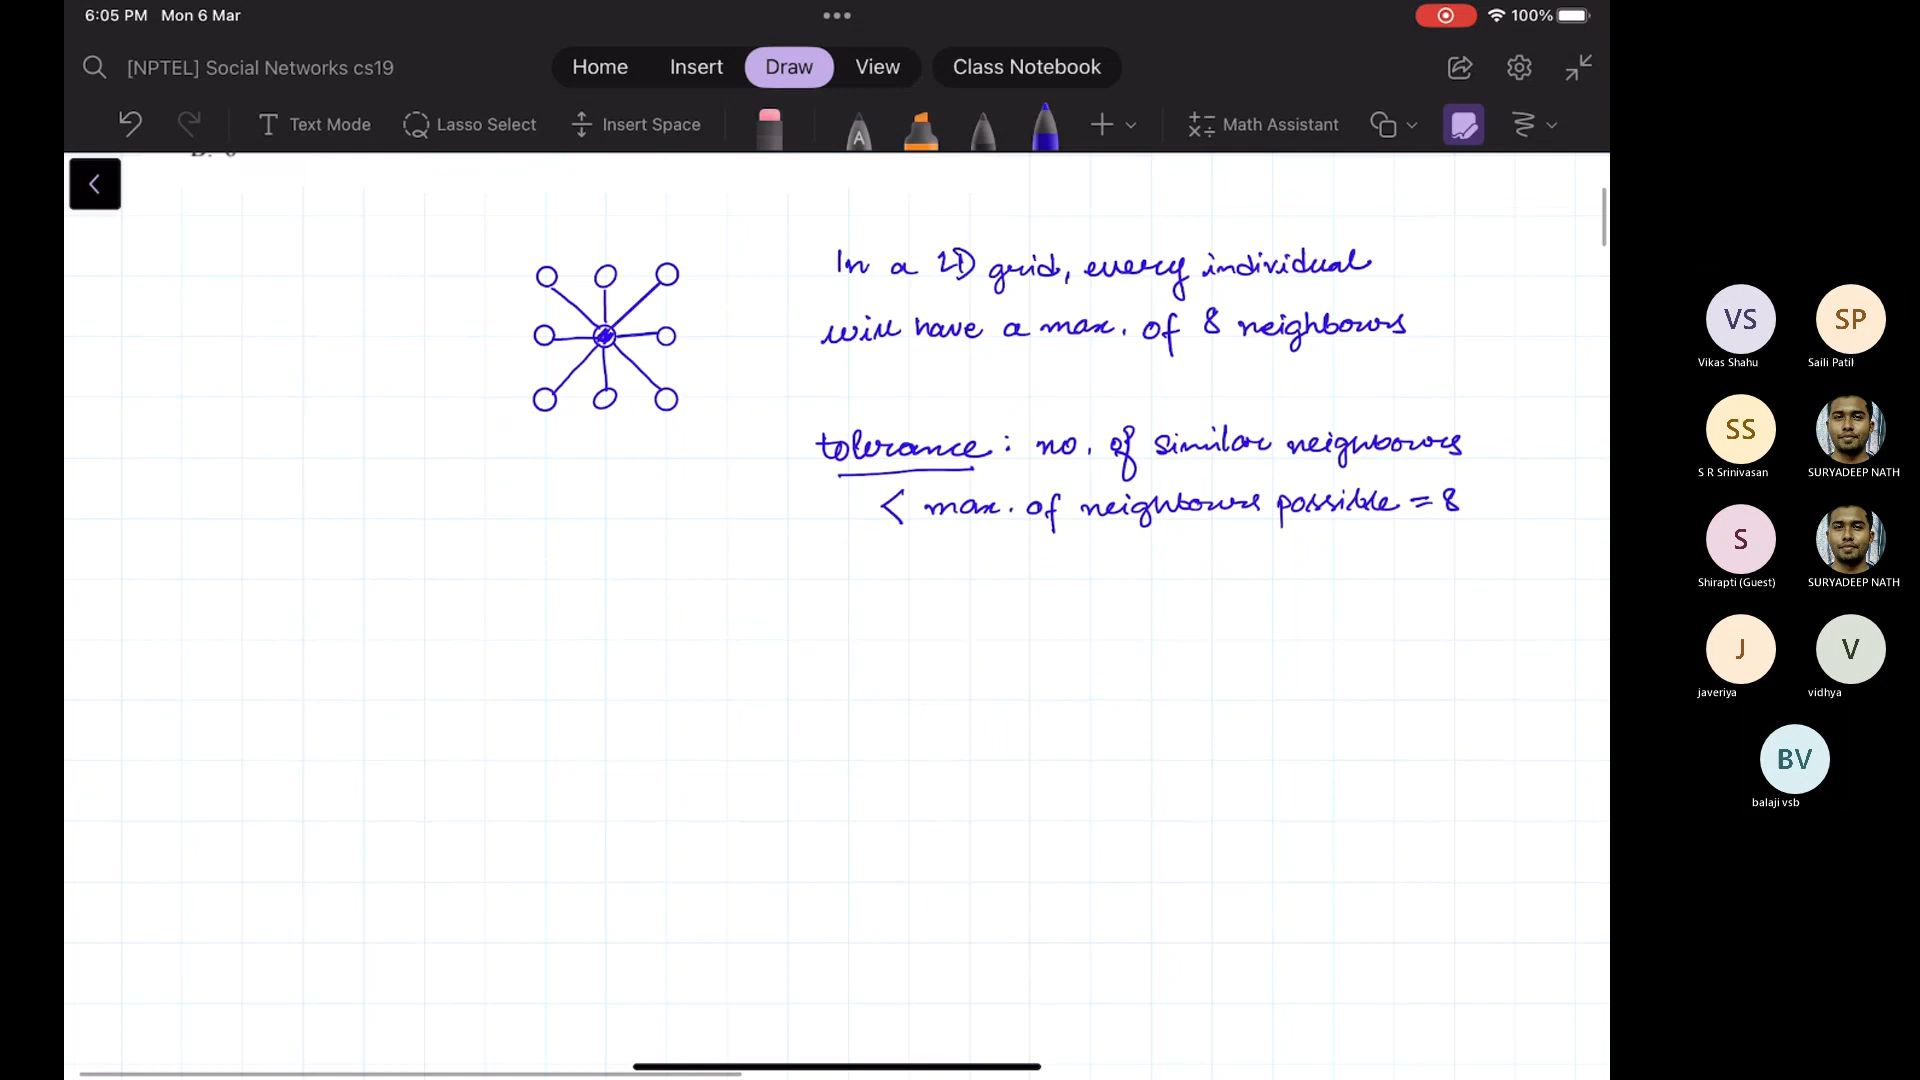 6:05 PM Mon 6 Mar
100%
[NPTEL] Social Networks cs19
Home Insert Draw View Class Notebook
Text Mode Lasso Select Insert Space A Math Assistant
In a 2D grid, every individual
will have a max. of 8 neighbours
tolerance : no. of similar neighbours
< max. of neighbours possible = 8
VS SP
Vikas Shahu Saili Patil
SS
S R Srinivasan SURYADEEP NATH
S
Shirapti (Guest) SURYADEEP NATH
J V
javeriya vidhya
BV
balaji vsb